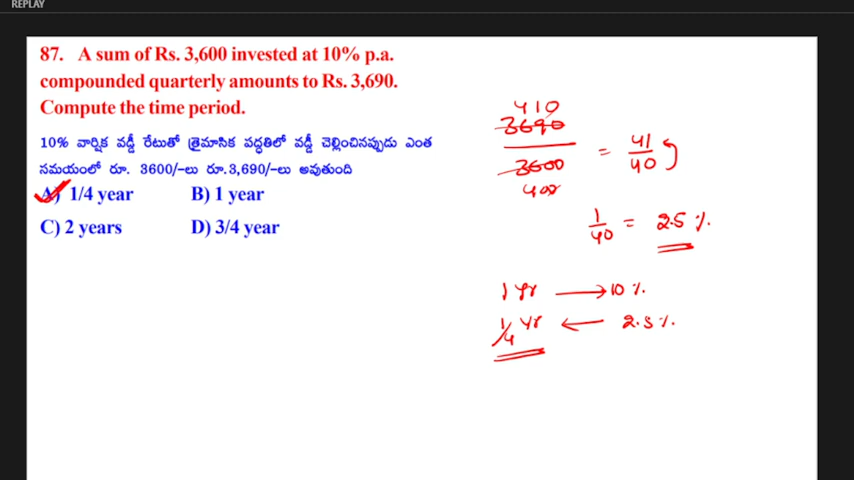 REPLAY
87. A sum of Rs. 3,600 invested at 10% p.a.
compounded quarterly amounts to Rs. 3,690.
Compute the time period.
10% వార్షిక వడ్డీ రేటుతో త్రైమాసిక పద్ధతిలో వడ్డీ చెల్లించినప్పుడు ఎంత
సమయంలో రూ. 3600/-లు రూ.3,690/-లు అవుతుంది
A) 1/4 year B) 1 year
C) 2 years D) 3/4 year
410
3690
3600
400
= 41/40
1/40 = 2.5 %.
1 yr → 10 %.
1/4 yr ← 2.5 %.